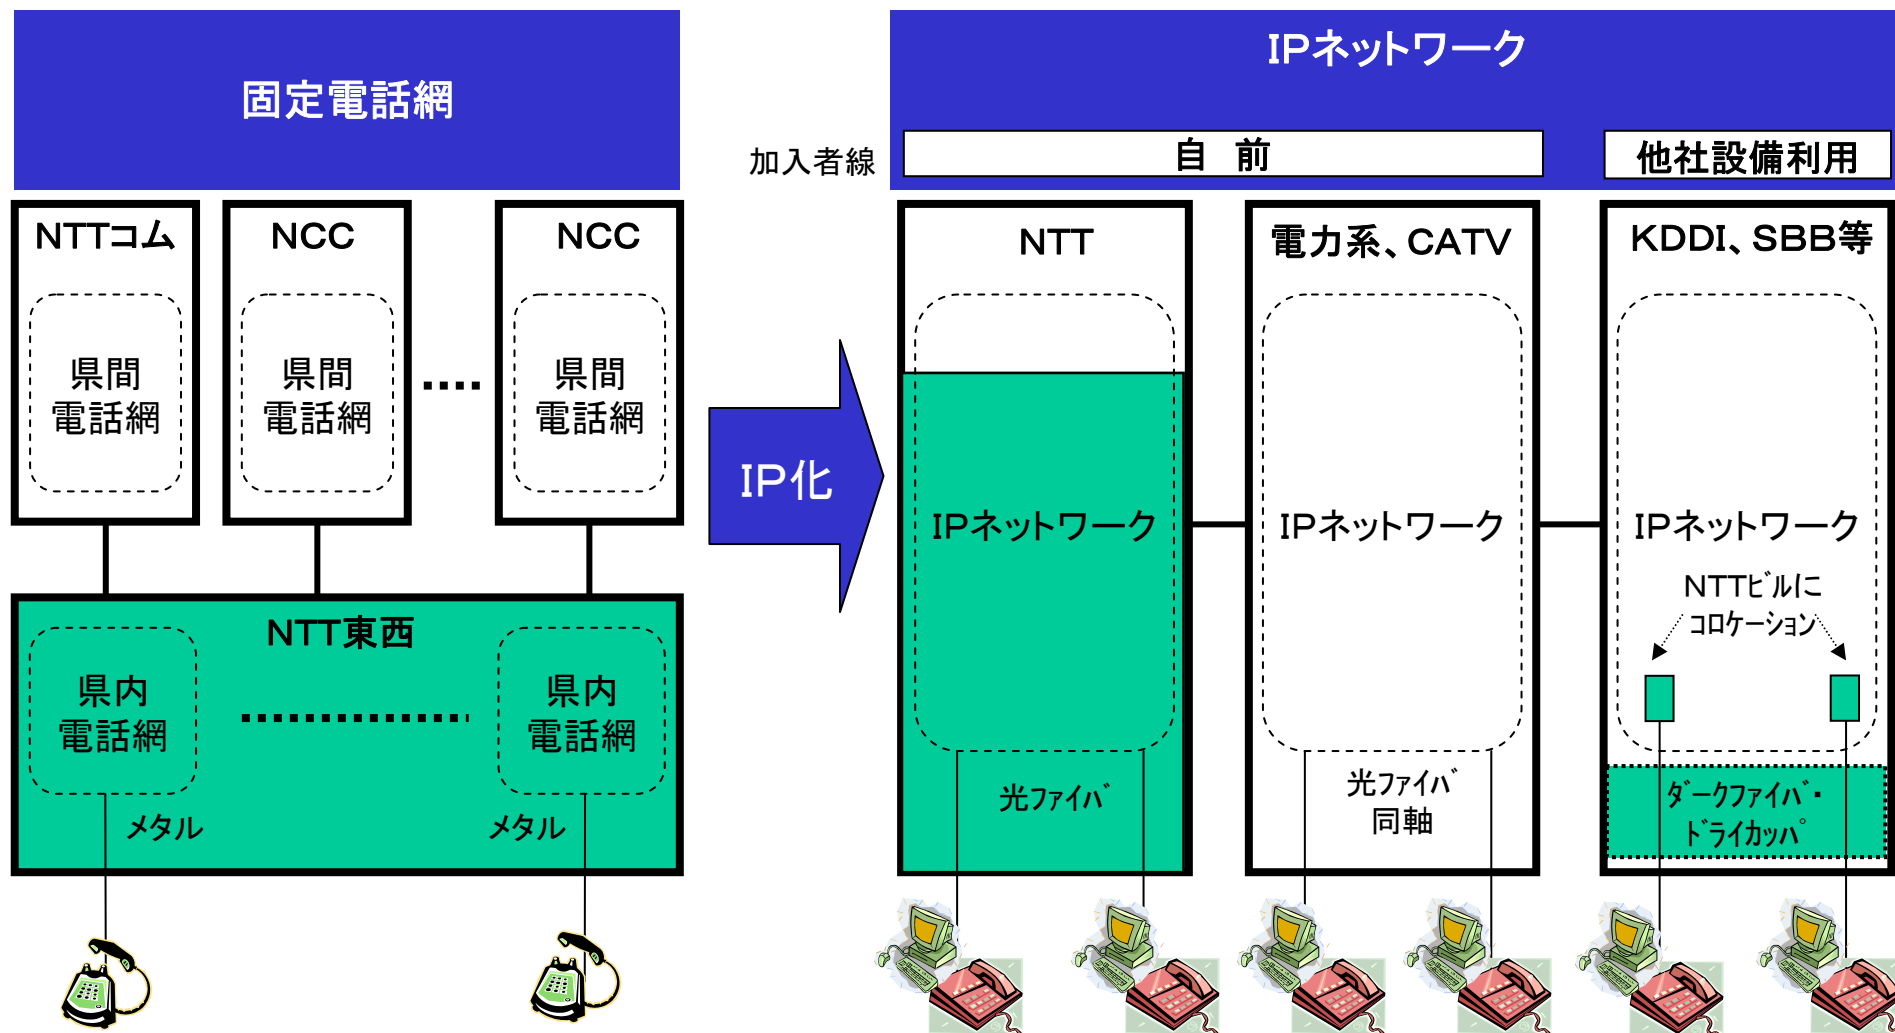 固定電話網
NTTコム
NCC
NCC
県間
電話網
県間
電話網
県間
電話網
NTT東西
県内
電話網
県内
電話網
メタル
メタル
IP化
IPネットワーク
加入者線
自 前
他社設備利用
NTT
電力系、CATV
KDDI、SBB等
IPネットワーク
IPネットワーク
IPネットワーク
NTTビルに
コロケーション
光ファイバ
光ファイバ
同軸
ダークファイバ・
ドライカッパ